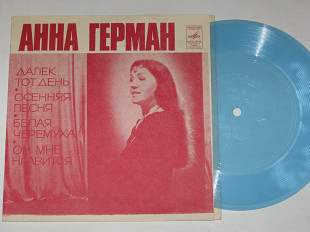 АННА ГЕРМАН
ДАЛЕК
ТОТ ДЕНЬ
ОСЕННЯЯ
ПЕСНЯ
БЕЛАЯ
ЧЕРЕМУХА
ОН МНЕ
НРАВИТСЯ